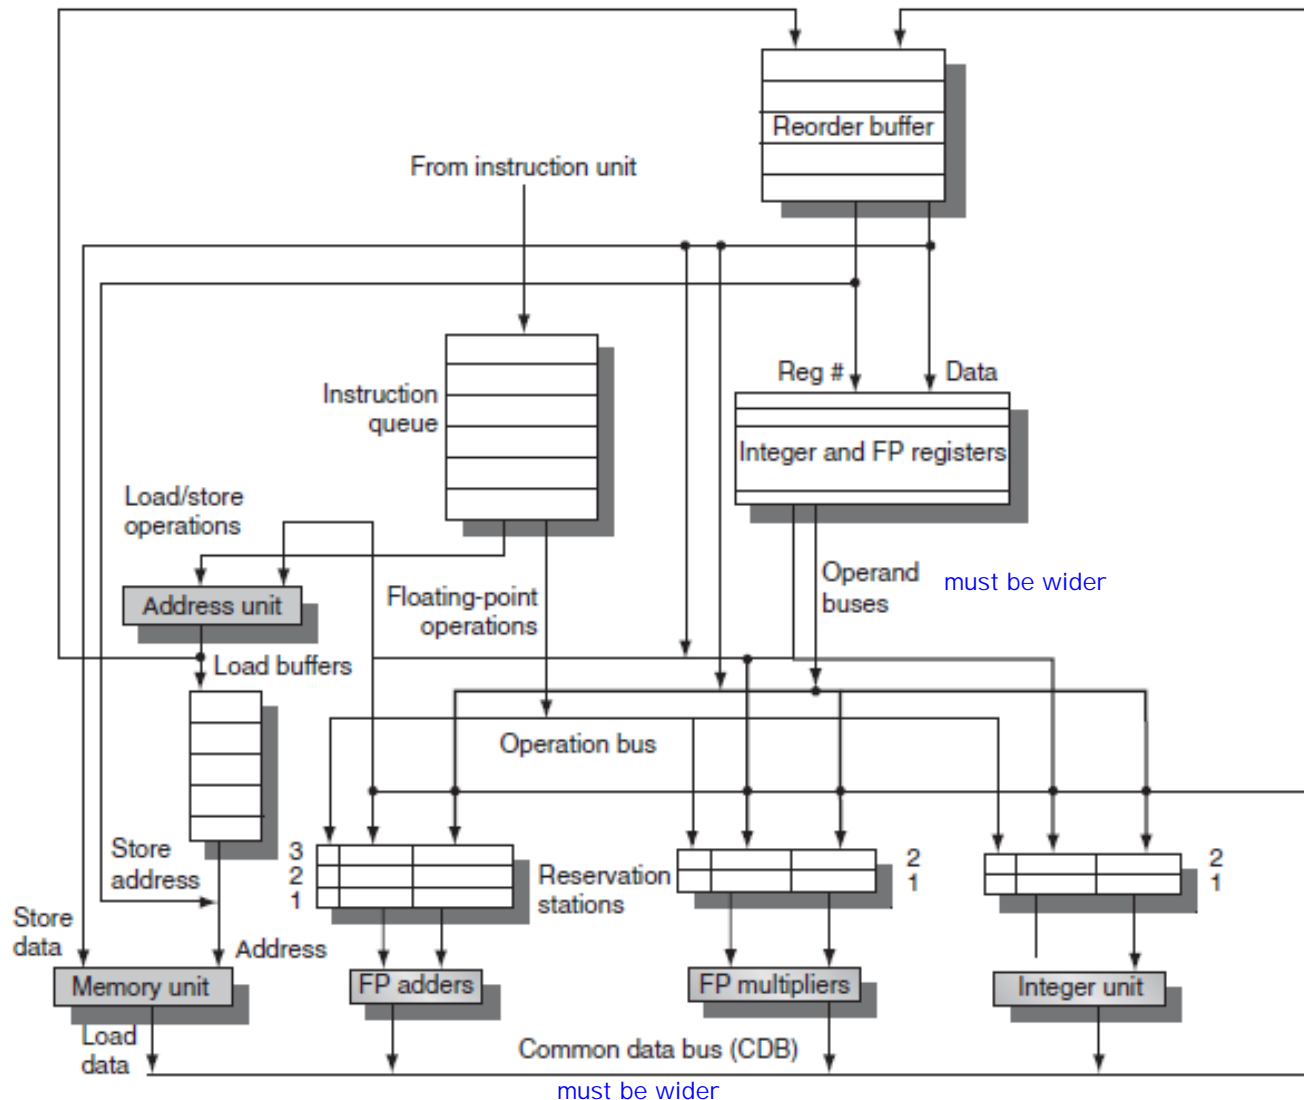 Reorder buffer
From instruction unit
Reg #
Data
Instruction
queue
Integer and FP registers
Load/store
operations
Operand
buses
must be wider
Address unit
Floating-point
operations
Load buffers
Operation bus
Store
address
3
2
1
Reservation
stations
2
1
2
1
Store
data
Address
Memory unit
FP adders
FP multipliers
Integer unit
Load
data
Common data bus (CDB)
must be wider